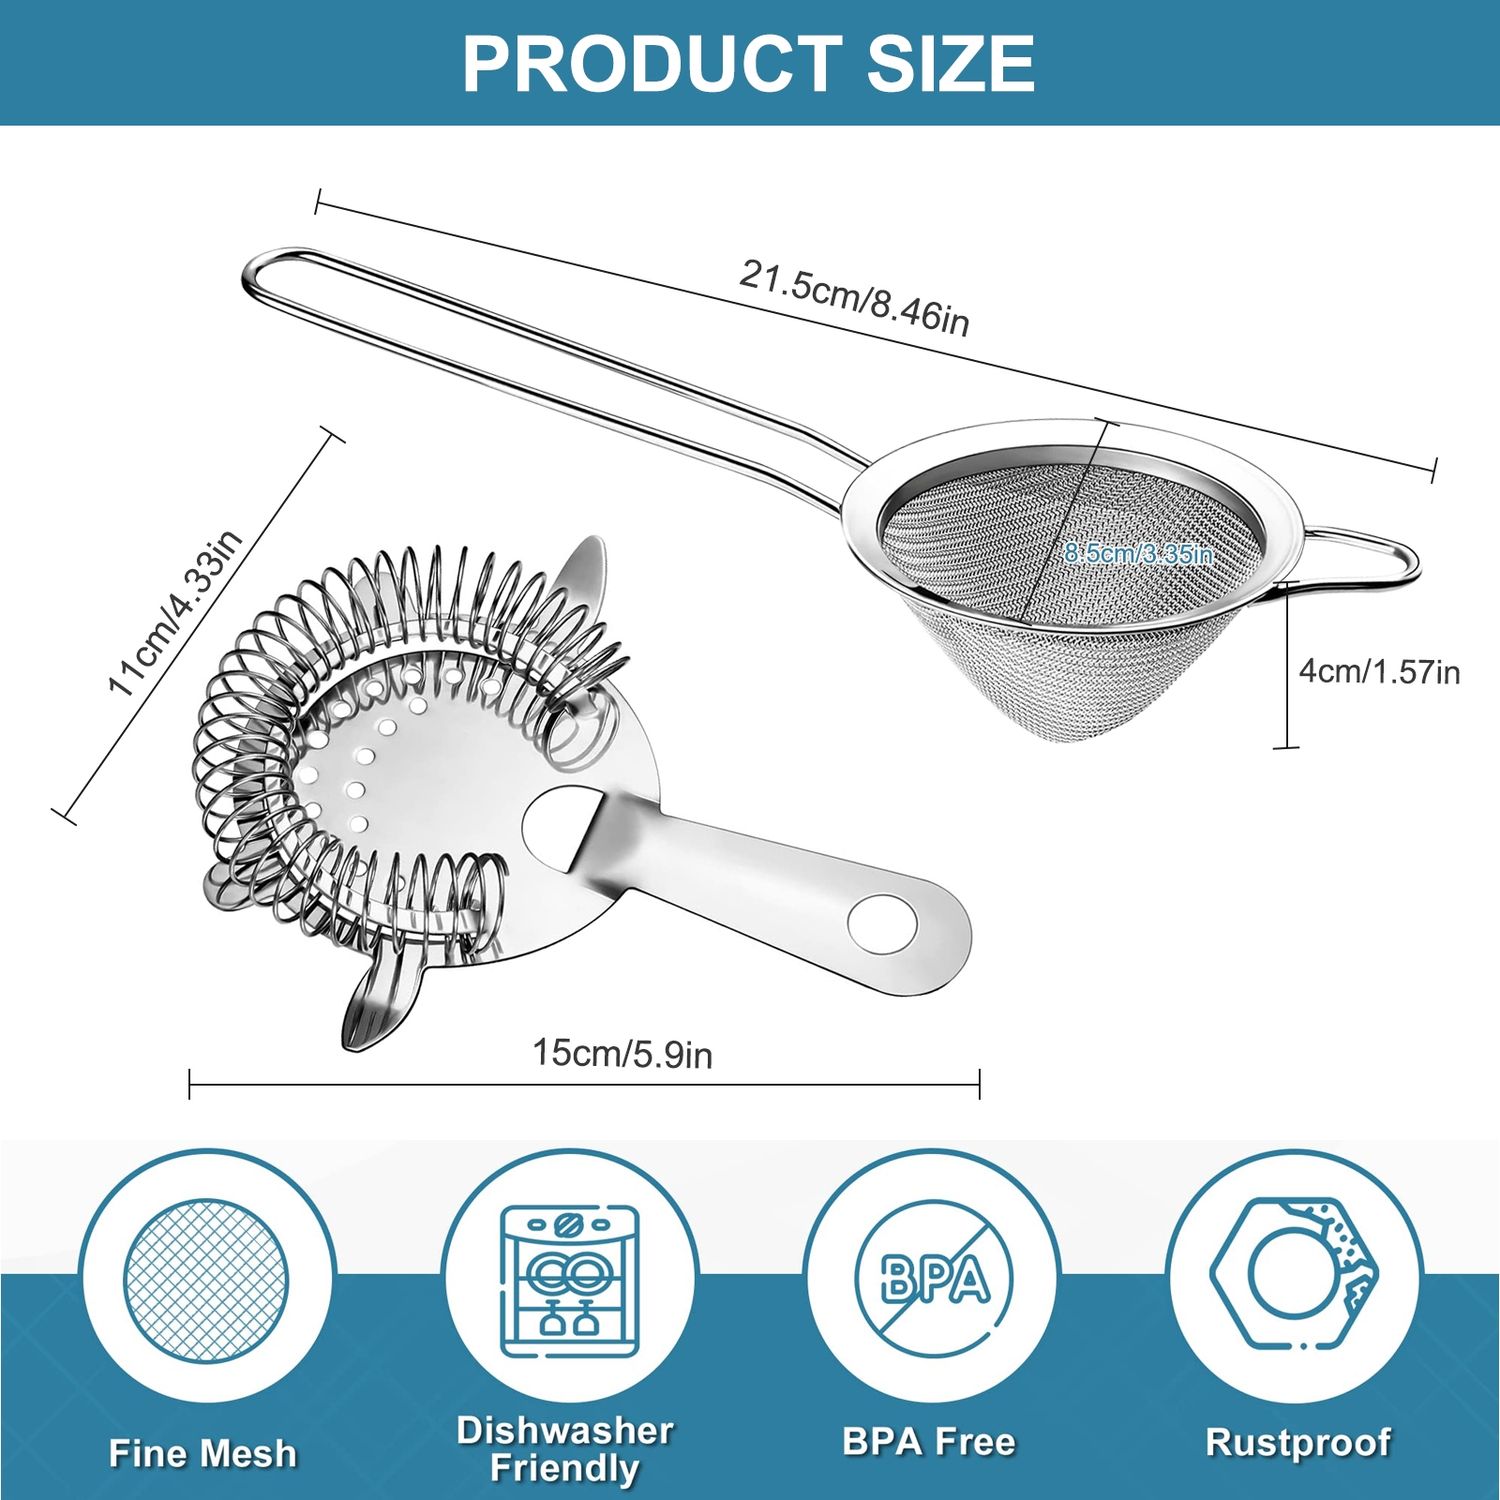 PRODUCT SIZE
21.5cm/8.46in
8.5cm/3.35in
11cm/4.33in
4cm/1.57in
15cm/5.9in
BPA
Fine Mesh
Dishwasher
Friendly
BPA Free
Rustproof